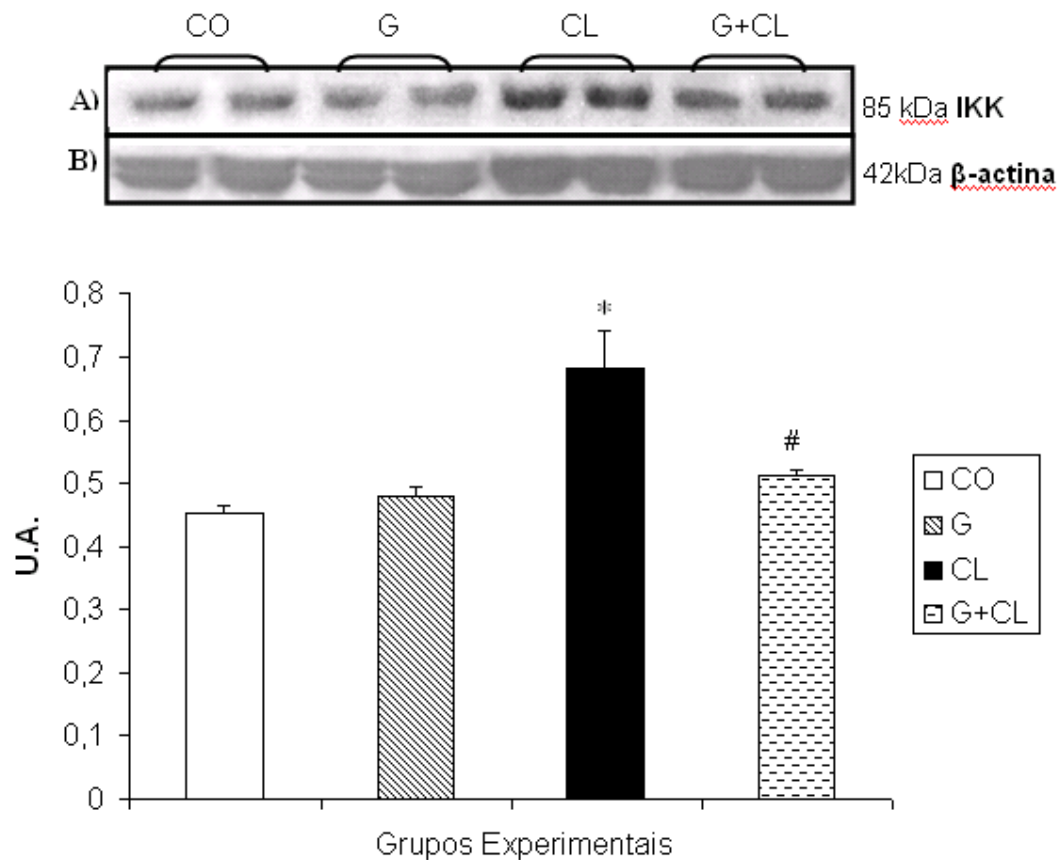 CO G CL G+CL
A) 85 kDa IKK
B) 42kDa β-actina
0,8
*
0,7
0,6
#
0,5
0,4
0,3
0,2
0,1
0
U.A.
CO
G
CL
G+CL
Grupos Experimentais